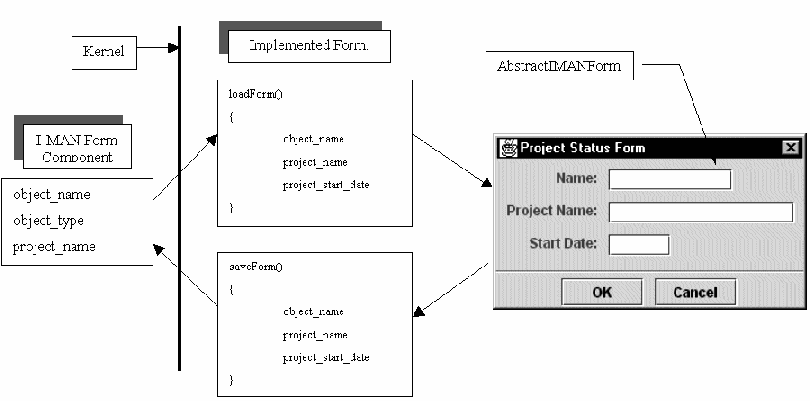 Kernel
Implemented Form
AbstractIMANForm
loadForm()
{
object_name
project_name
project_start_date
}
IMAN Form
Component
object_name
object_type
project_name
Project Status Form
Name:
Project Name:
Start Date:
OK
Cancel
saveForm()
{
object_name
project_name
project_start_date
}